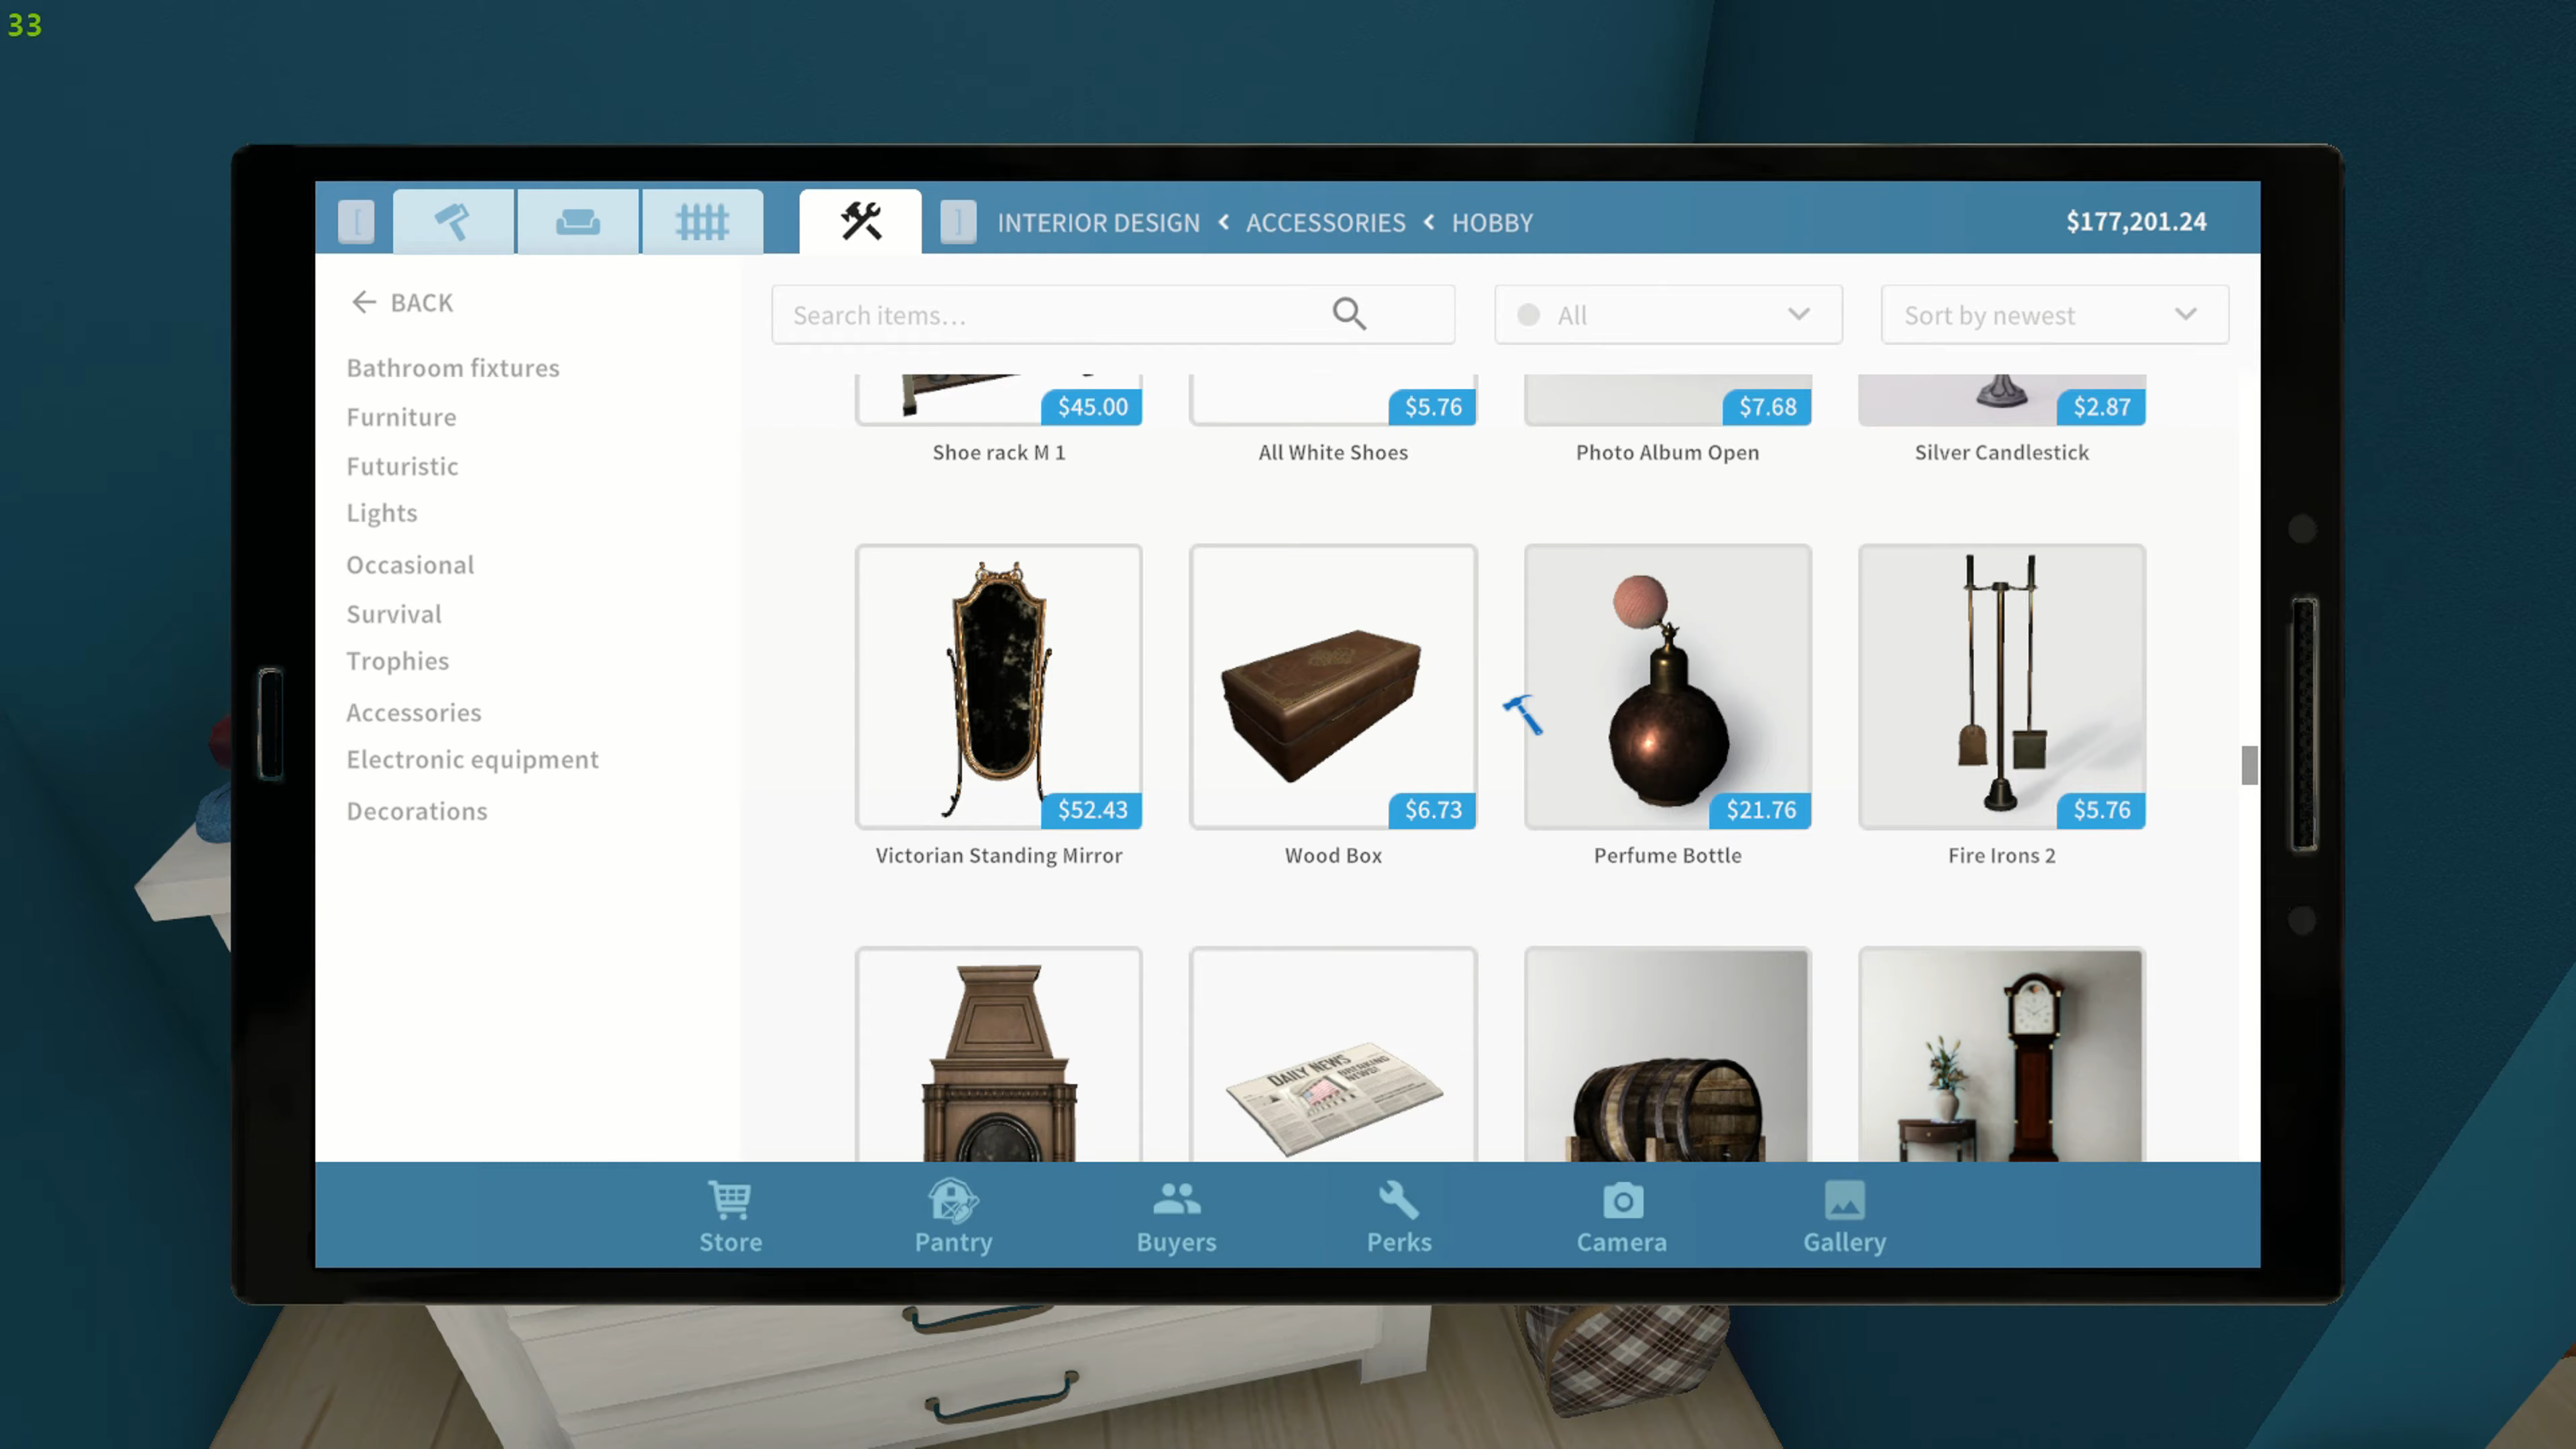 33
[
] INTERIOR DESIGN < ACCESSORIES < HOBBY $177,201.24
BACK
Bathroom fixtures
Furniture
Futuristic
Lights
Occasional
Survival
Trophies
Accessories
Electronic equipment
Decorations
Search items...
All
Sort by newest
$45.00 $5.76 $7.68 $2.87
Shoe rack M 1 All White Shoes Photo Album Open Silver Candlestick
$52.43 $6.73 $21.76 $5.76
Victorian Standing Mirror Wood Box Perfume Bottle Fire Irons 2
DAILY NEWS
BREAKING
NEWS!
Store Pantry Buyers Perks Camera Gallery